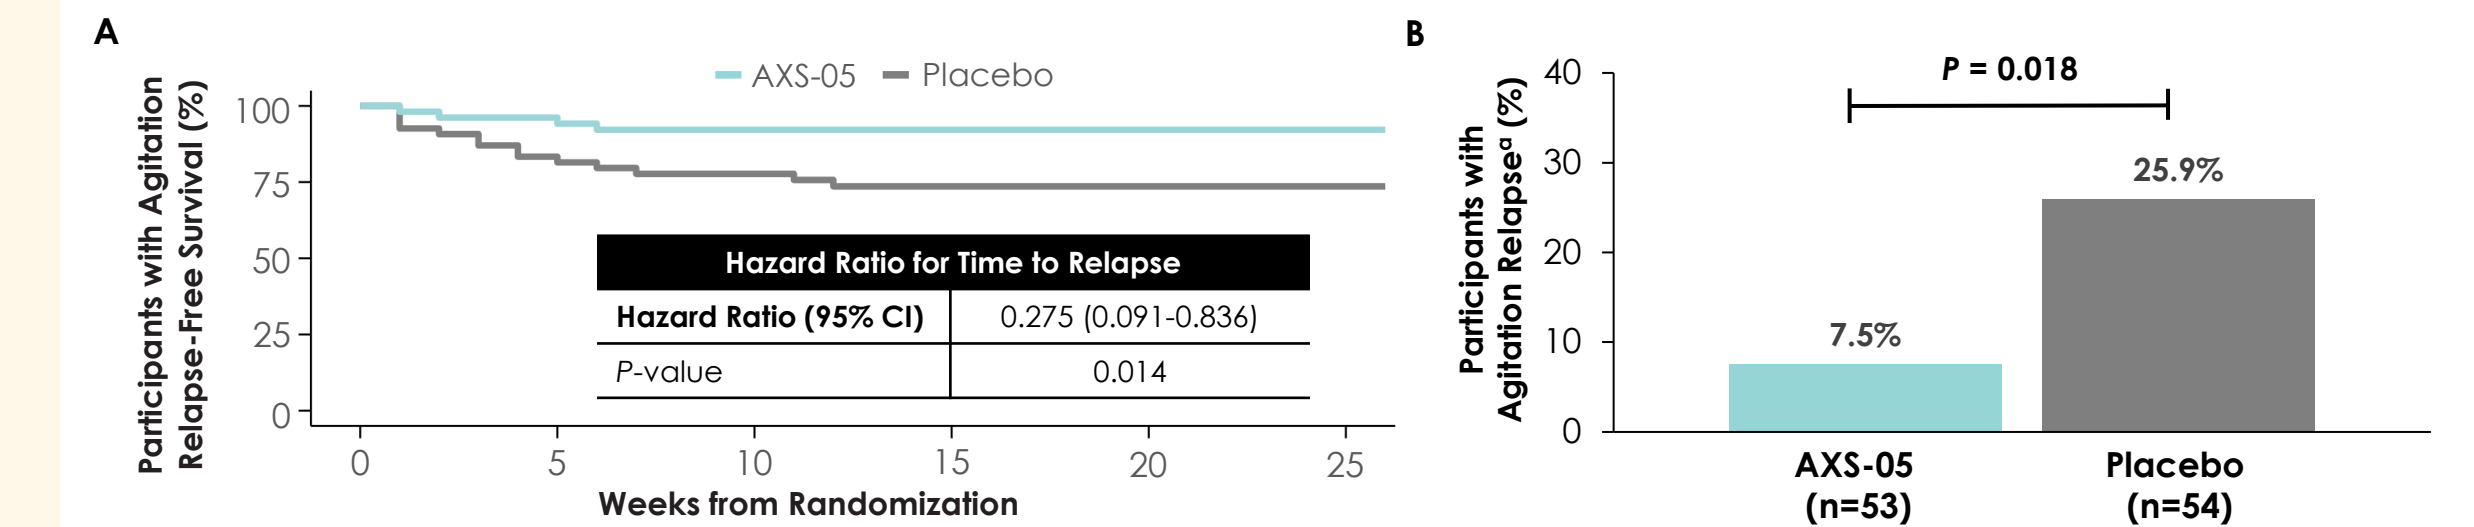 A
AXS-05 Placebo
Participants with Agitation
Relapse-Free Survival (%)
100
75
50
25
0
Hazard Ratio for Time to Relapse
Hazard Ratio (95% CI) 0.275 (0.091-0.836)
P-value 0.014
0 5 10 15 20 25
Weeks from Randomization
B
Participants with
Agitation Relapseᵃ (%)
40
30
20
10
0
P = 0.018
25.9%
7.5%
AXS-05 Placebo
(n=53) (n=54)